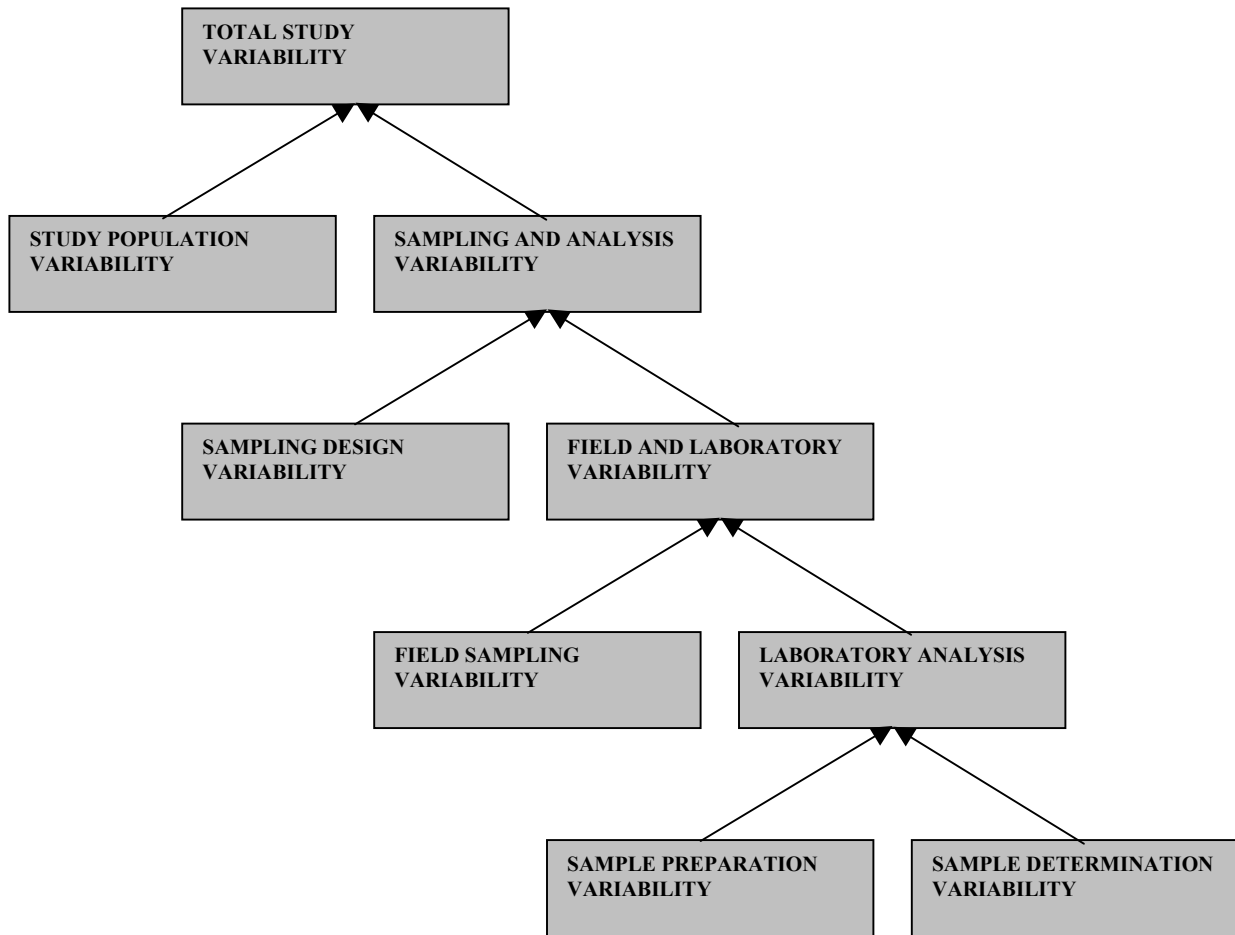 TOTAL STUDY
VARIABILITY
STUDY POPULATION
VARIABILITY
SAMPLING AND ANALYSIS
VARIABILITY
SAMPLING DESIGN
VARIABILITY
FIELD AND LABORATORY
VARIABILITY
FIELD SAMPLING
VARIABILITY
LABORATORY ANALYSIS
VARIABILITY
SAMPLE PREPARATION
VARIABILITY
SAMPLE DETERMINATION
VARIABILITY